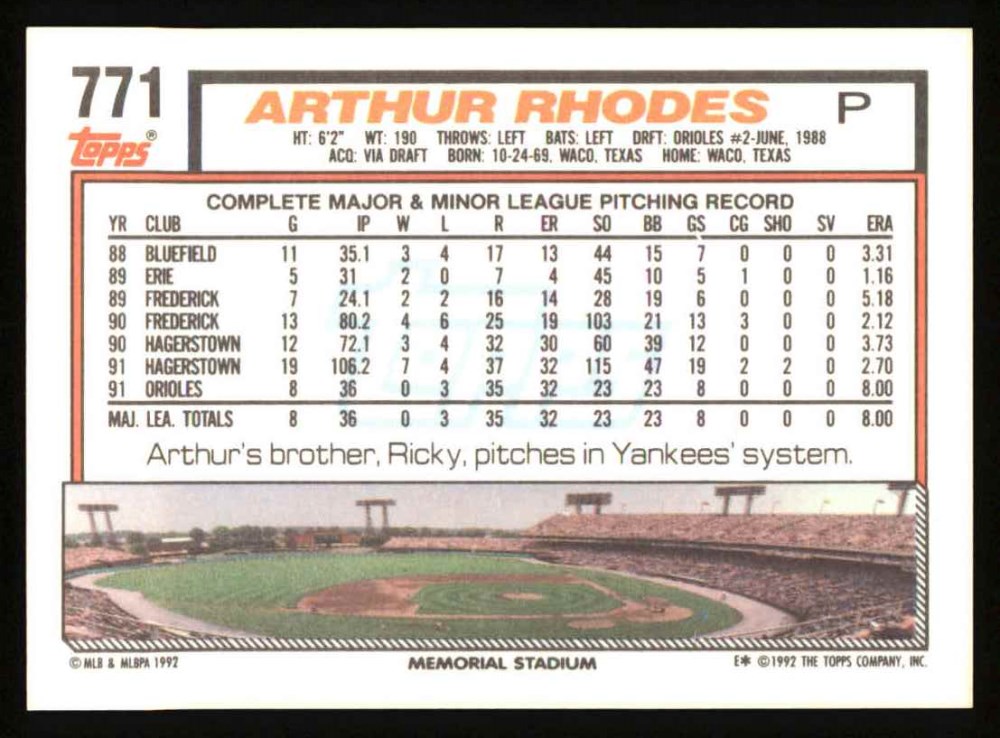 771
Topps®
ARTHUR RHODES P
HT: 6'2" WT: 190 THROWS: LEFT BATS: LEFT DRFT: ORIOLES #2-JUNE, 1988
ACQ: VIA DRAFT BORN: 10-24-69, WACO, TEXAS HOME: WACO, TEXAS
COMPLETE MAJOR & MINOR LEAGUE PITCHING RECORD
YR CLUB G IP W L R ER SO BB GS CG SHO SV ERA
88 BLUEFIELD 11 35.1 3 4 17 13 44 15 7 0 0 0 3.31
89 ERIE 5 31 2 0 7 4 45 10 5 1 0 0 1.16
89 FREDERICK 7 24.1 2 2 16 14 28 19 6 0 0 0 5.18
90 FREDERICK 13 80.2 4 6 25 19 103 21 13 3 0 0 2.12
90 HAGERSTOWN 12 72.1 3 4 32 30 60 39 12 0 0 0 3.73
91 HAGERSTOWN 19 106.2 7 4 37 32 115 47 19 2 2 0 2.70
91 ORIOLES 8 36 0 3 35 32 23 23 8 0 0 0 8.00
MAJ. LEA. TOTALS 8 36 0 3 35 32 23 23 8 0 0 0 8.00
Topps
Arthur's brother, Ricky, pitches in Yankees' system.
© MLB & MLBPA 1992 MEMORIAL STADIUM E* ©1992 THE TOPPS COMPANY, INC.